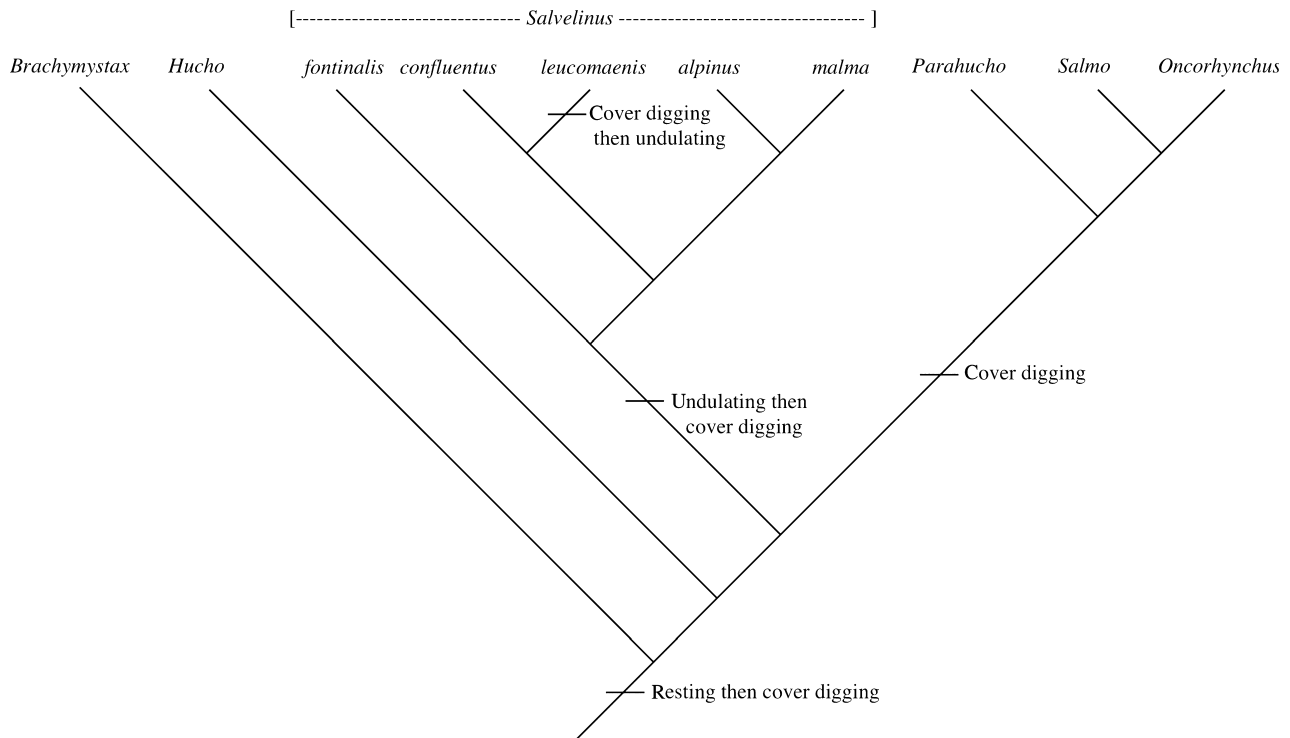 [----------------------------- Salvelinus -------------------------------- ]
Brachymystax Hucho fontinalis confluentus leucomaenis alpinus malma Parahucho Salmo Oncorhynchus
Cover digging
then undulating
Cover digging
Undulating then
cover digging
Resting then cover digging